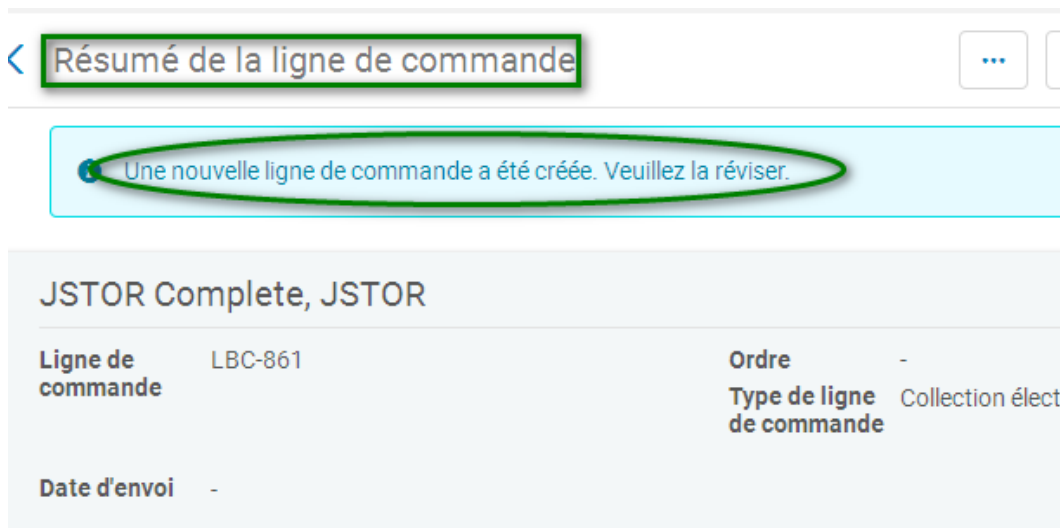 Résumé de la ligne de commande
Une nouvelle ligne de commande a été créée. Veuillez la réviser.
JSTOR Complete, JSTOR
Ligne de commande LBC-861
Ordre -
Type de ligne de commande Collection élect
Date d'envoi -